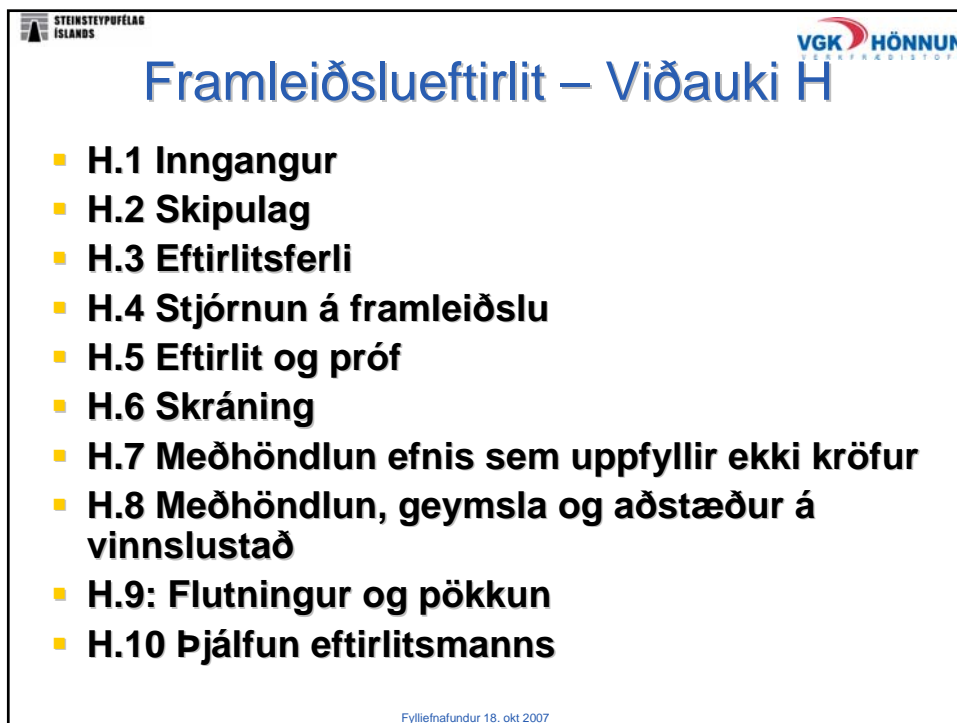 STEINSTEYPUFÉLAG
ÍSLANDS
VGK HÖNNUN
VERKFRÆDISTOF
Framleiðslueftirlit – Viðauki H
H.1 Inngangur
H.2 Skipulag
H.3 Eftirlitsferli
H.4 Stjórnun á framleiðslu
H.5 Eftirlit og próf
H.6 Skráning
H.7 Meðhöndlun efnis sem uppfyllir ekki kröfur
H.8 Meðhöndlun, geymsla og aðstæður á
vinnslustað
H.9: Flutningur og pökkun
H.10 Þjálfun eftirlitsmanns
Fylliefnafundur 18. okt 2007